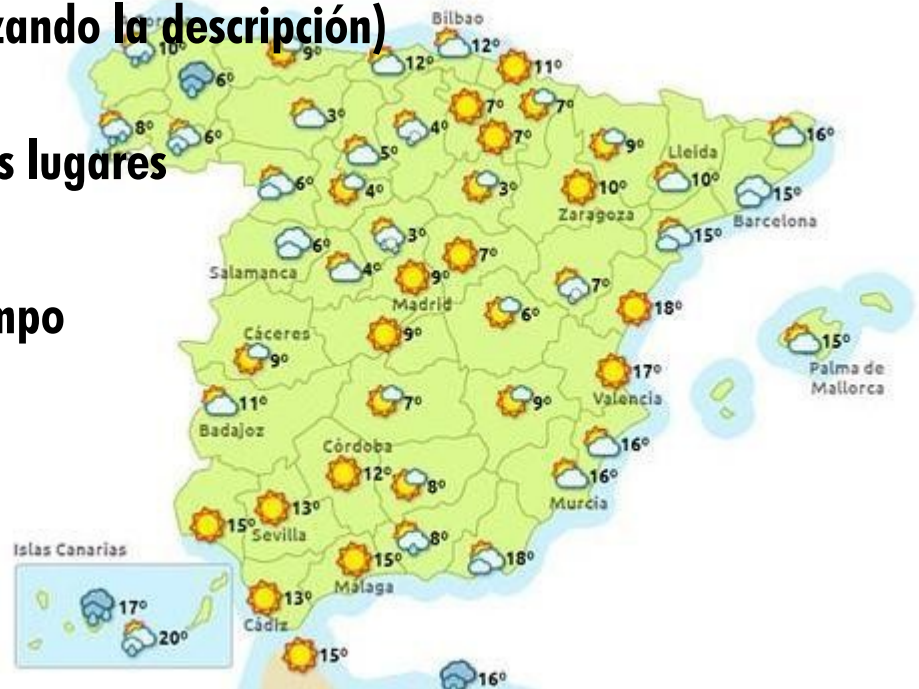 zando la descripción)
Bilbao
10º
9º
12º
12º
11º
6º
3º
4º
7º
7º
7º
8º
6º
5º
9º
Lleida
16º
s lugares
6º
4º
3º
10º
Zaragoza
10º
15º
Barcelona
6º
Salamanca
3º
4º
9º
Madrid
7º
7º
15º
mpo
Cáceres
9º
9º
6º
18º
15º
Palma de
Mallorca
11º
Badajoz
7º
9º
17º
Valencia
Córdoba
12º
8º
16º
16º
Murcia
15º
13º
Sevilla
8º
18º
15º
Málaga
Islas Canarias
17º
20º
13º
Cádiz
15º
16º